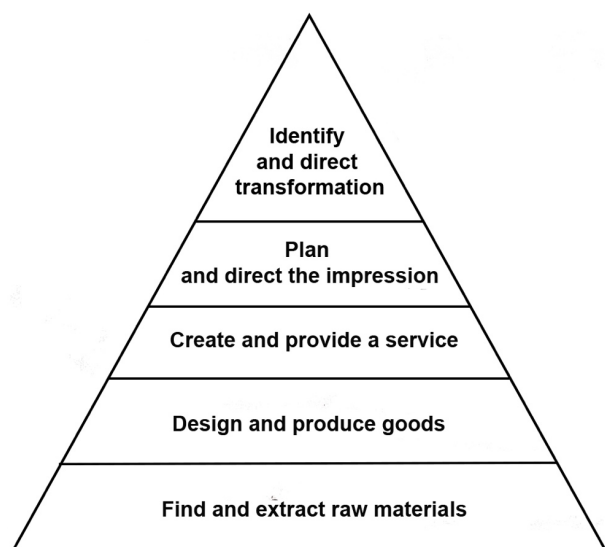 Identify
and direct
transformation
Plan
and direct the impression
Create and provide a service
Design and produce goods
Find and extract raw materials